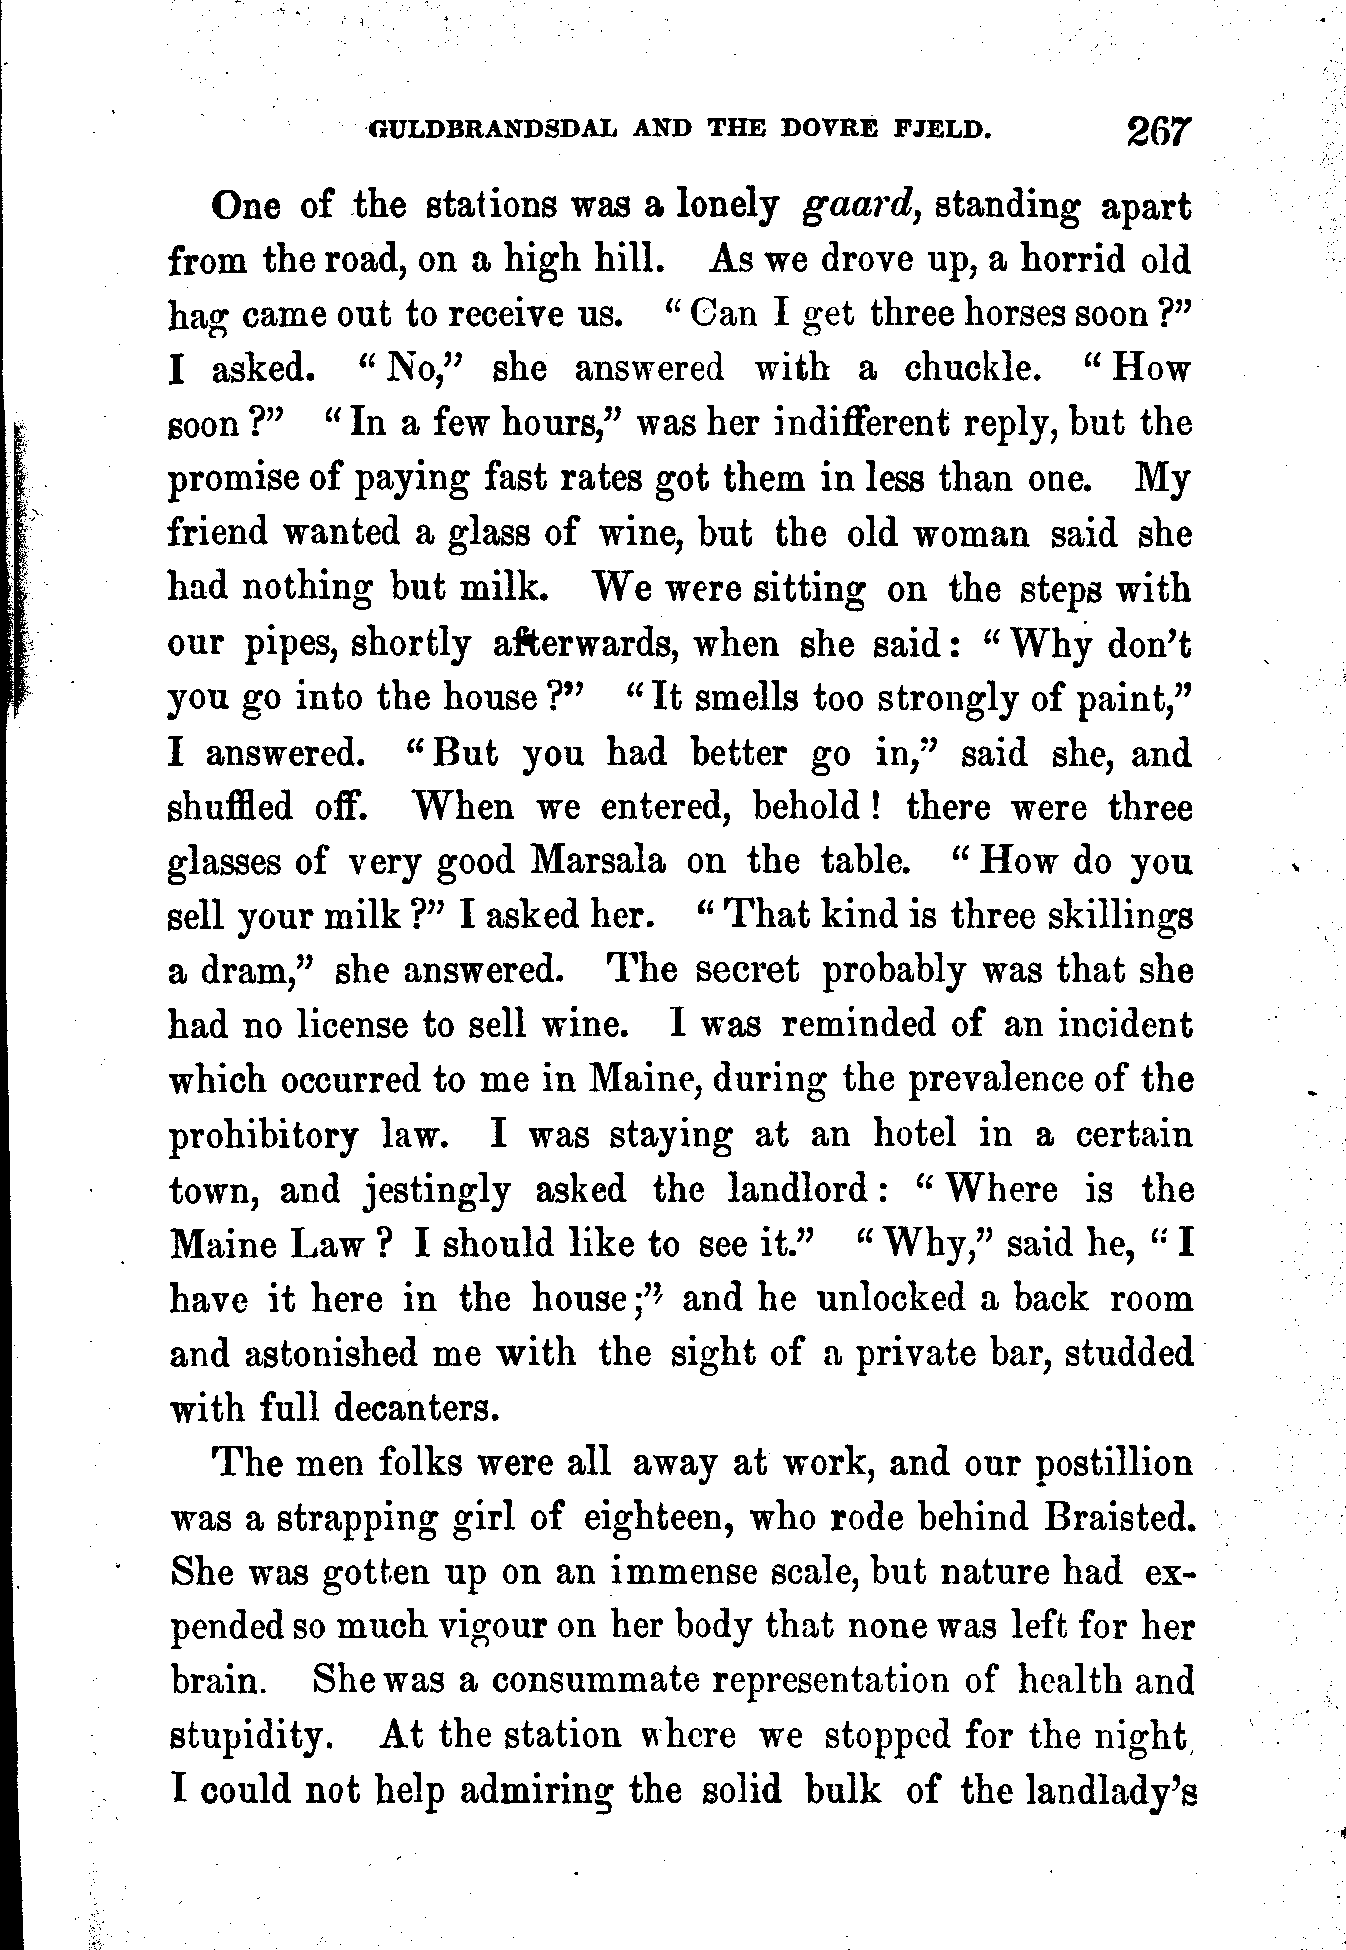 GULDBRANDSDAL AND THE DOVRE FJELD. 267
One of the stations was a lonely gaard, standing apart
from the road, on a high hill. As we drove up, a horrid old
hag came out to receive us. "Can I get three horses soon?"
I asked. "No," she answered with a chuckle. "How
soon?" "In a few hours," was her indifferent reply, but the
promise of paying fast rates got them in less than one. My
friend wanted a glass of wine, but the old woman said she
had nothing but milk. We were sitting on the steps with
our pipes, shortly afterwards, when she said: "Why don't
you go into the house?" "It smells too strongly of paint,"
I answered. "But you had better go in," said she, and
shuffled off. When we entered, behold! there were three
glasses of very good Marsala on the table. "How do you
sell your milk?" I asked her. "That kind is three skillings
a dram," she answered. The secret probably was that she
had no license to sell wine. I was reminded of an incident
which occurred to me in Maine, during the prevalence of the
prohibitory law. I was staying at an hotel in a certain
town, and jestingly asked the landlord: "Where is the
Maine Law? I should like to see it." "Why," said he, "I
have it here in the house;" and he unlocked a back room
and astonished me with the sight of a private bar, studded
with full decanters.
The men folks were all away at work, and our postillion
was a strapping girl of eighteen, who rode behind Braisted.
She was gotten up on an immense scale, but nature had ex-
pended so much vigour on her body that none was left for her
brain. She was a consummate representation of health and
stupidity. At the station where we stopped for the night,
I could not help admiring the solid bulk of the landlady's